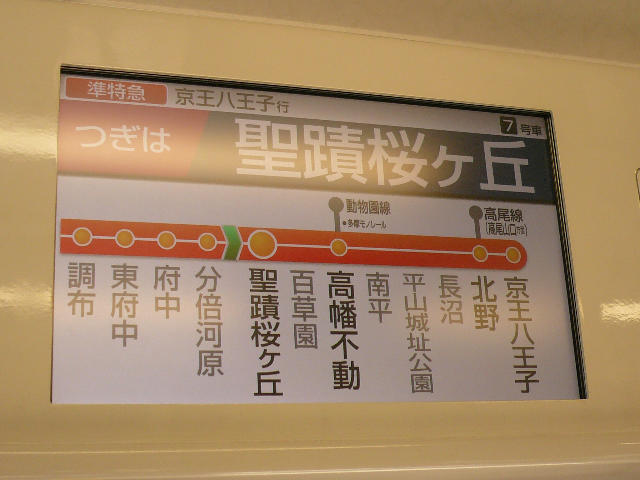 準特急 京王八王子行
7号車
つぎは 聖蹟桜ヶ丘
動物園線
•多摩モノレール
高尾線
(高尾山口方面)
調布
東府中
府中
分倍河原
聖蹟桜ヶ丘
百草園
高幡不動
南平
平山城址公園
長沼
北野
京王八王子